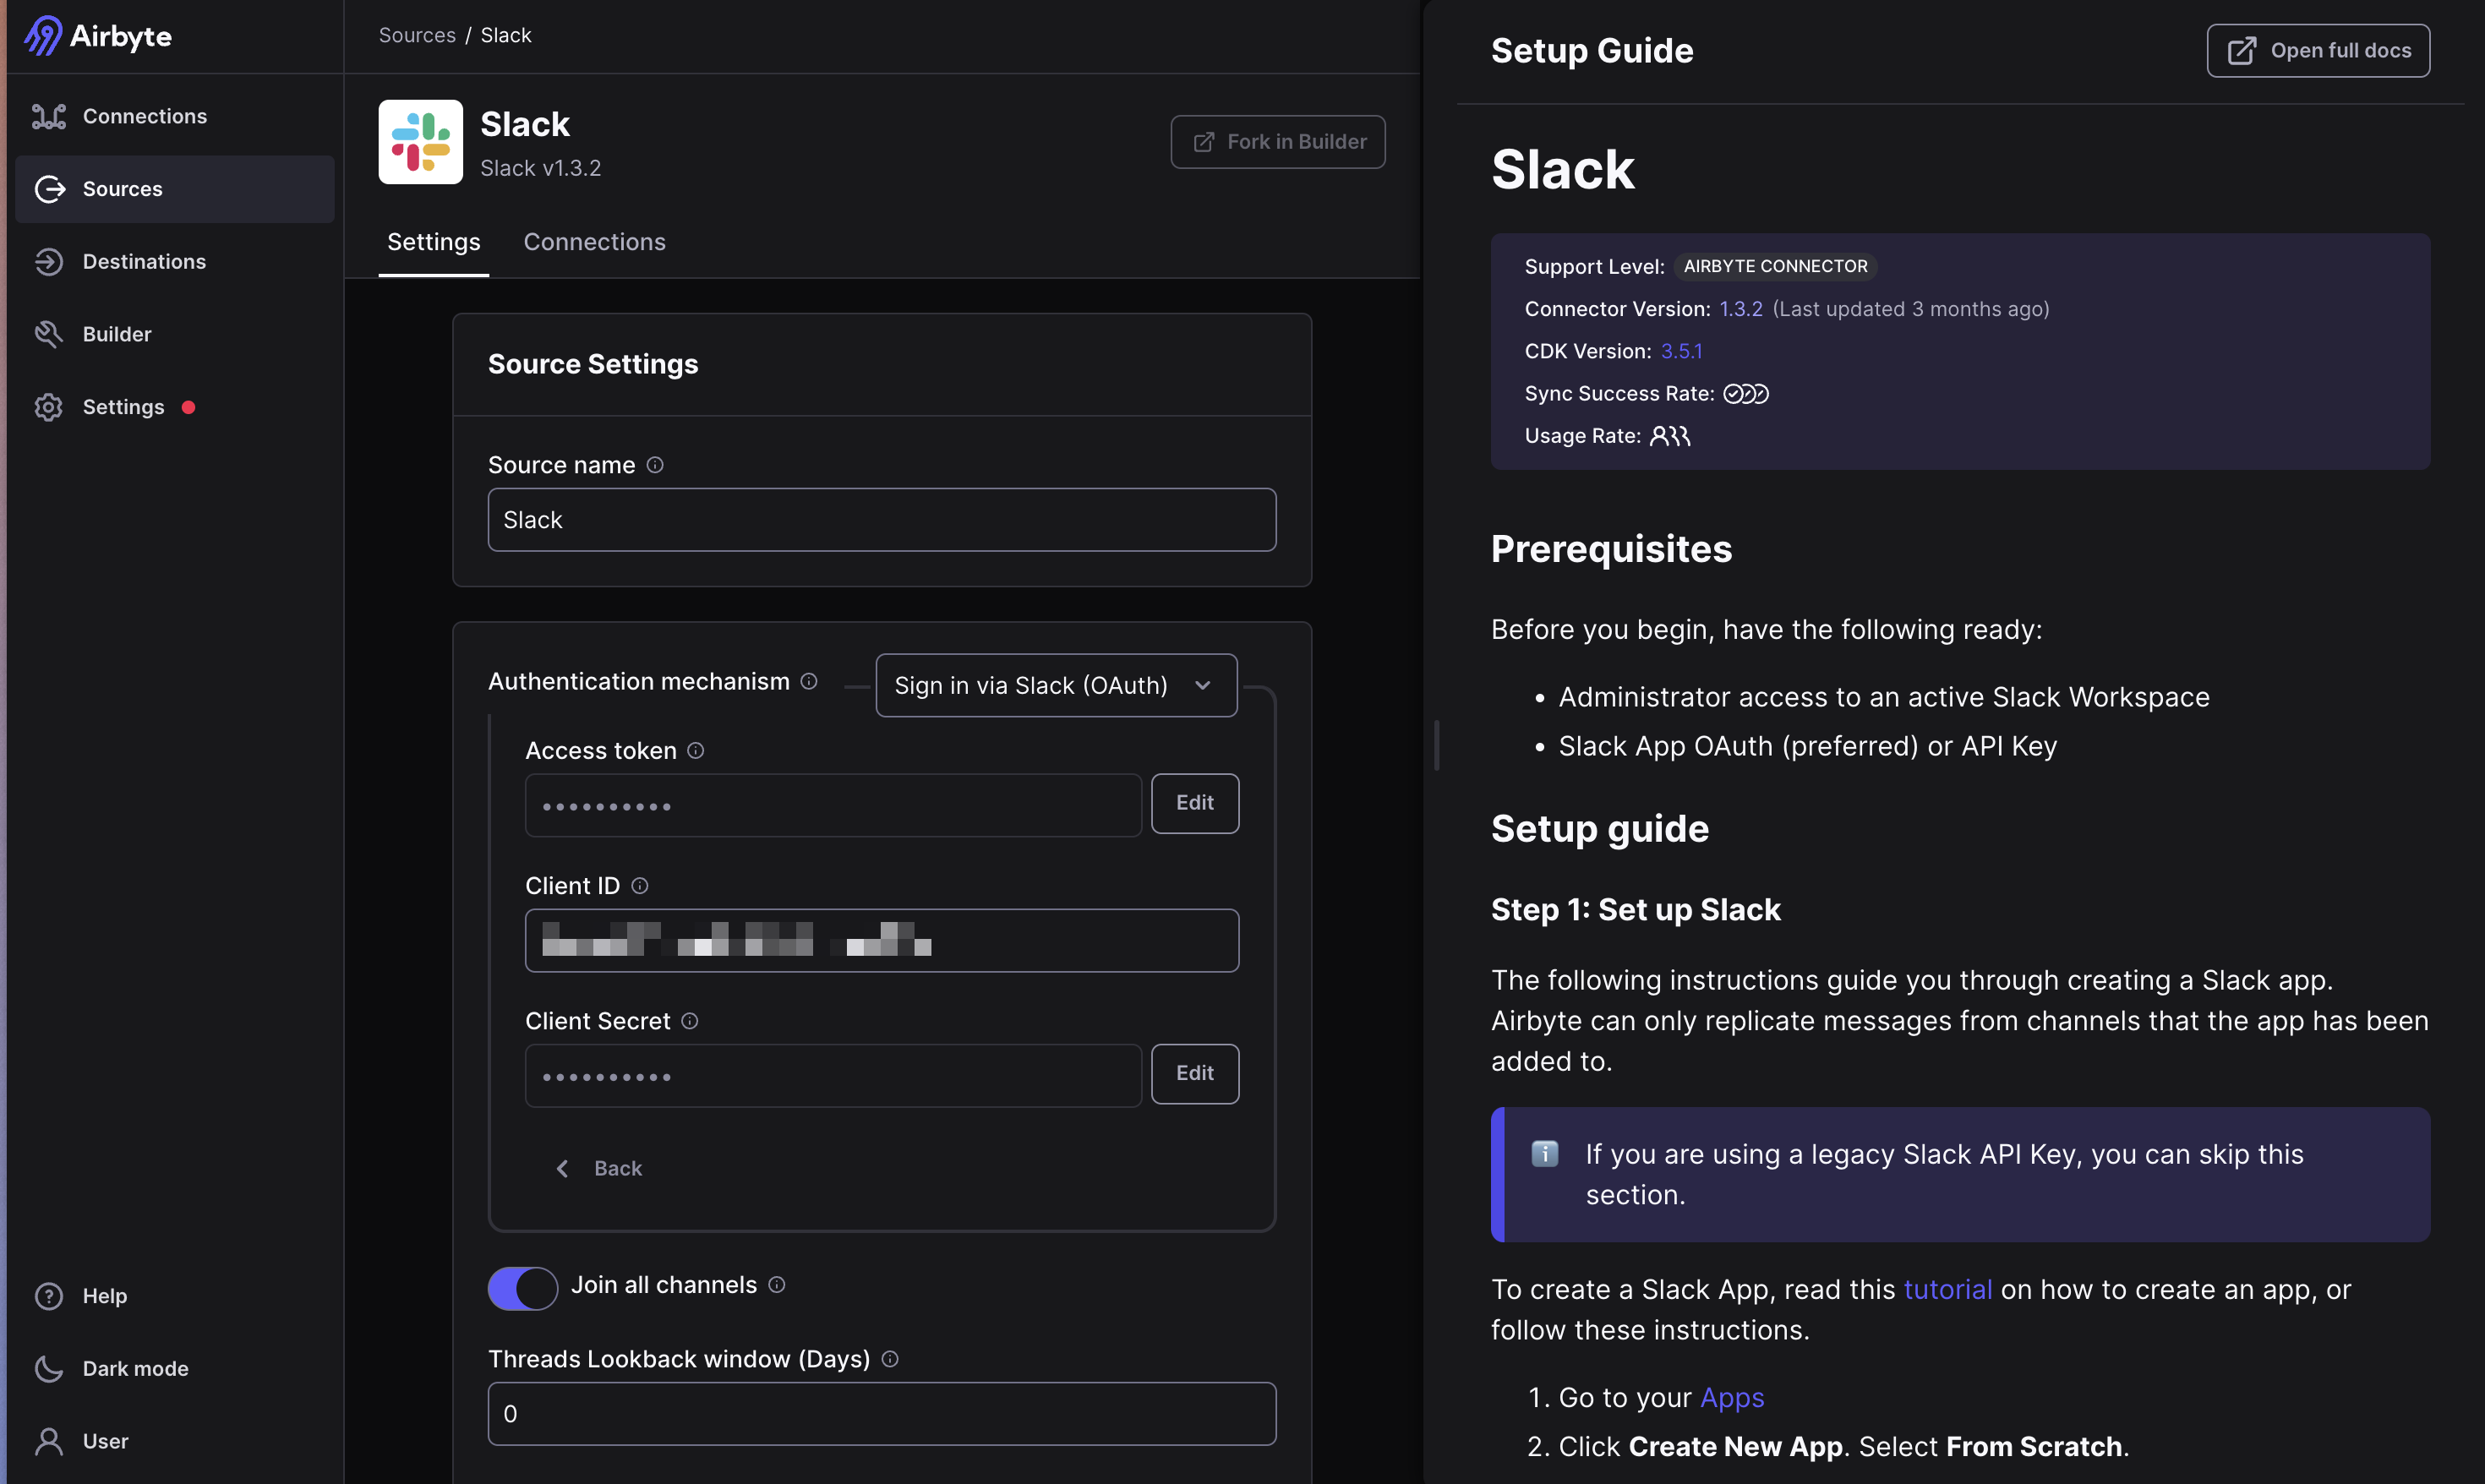 Airbyte
Connections
Sources
Destinations
Builder
Settings
Help
Dark mode
User
Sources / Slack
Slack
Slack v1.3.2
Fork in Builder
Settings
Connections
Source Settings
Source name
Slack
Authentication mechanism
Sign in via Slack (OAuth)
Access token
••••••••••
Edit
Client ID
Client Secret
••••••••••
Edit
Back
Join all channels
Threads Lookback window (Days)
0
Setup Guide
Open full docs
Slack
Support Level: AIRBYTE CONNECTOR
Connector Version: 1.3.2 (Last updated 3 months ago)
CDK Version: 3.5.1
Sync Success Rate:
Usage Rate:
Prerequisites
Before you begin, have the following ready:
• Administrator access to an active Slack Workspace
• Slack App OAuth (preferred) or API Key
Setup guide
Step 1: Set up Slack
The following instructions guide you through creating a Slack app.
Airbyte can only replicate messages from channels that the app has been
added to.
If you are using a legacy Slack API Key, you can skip this
section.
To create a Slack App, read this tutorial on how to create an app, or
follow these instructions.
1. Go to your Apps
2. Click Create New App. Select From Scratch.